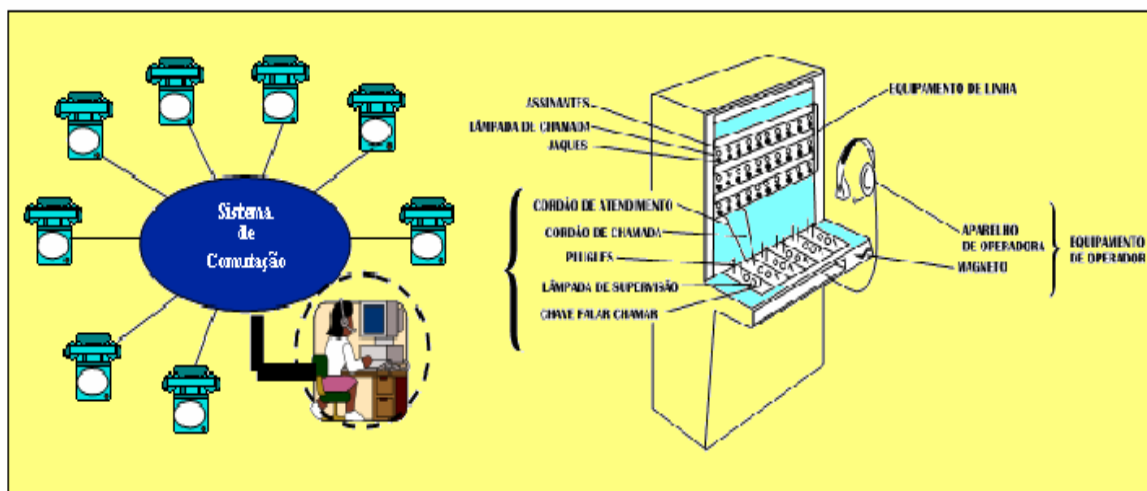 Sistema
de
Comutação
ASSINANTES
LÂMPADA DE CHAMADA
JAQUES
CORDÃO DE ATENDIMENTO
CORDÃO DE CHAMADA
PLUGUES
LÂMPADA DE SUPERVISÃO
CHAVE FALAR CHAMAR
EQUIPAMENTO DE LINHA
APARELHO
DE OPERADORA
MAGNETO
EQUIPAMENTO
DE OPERADOR